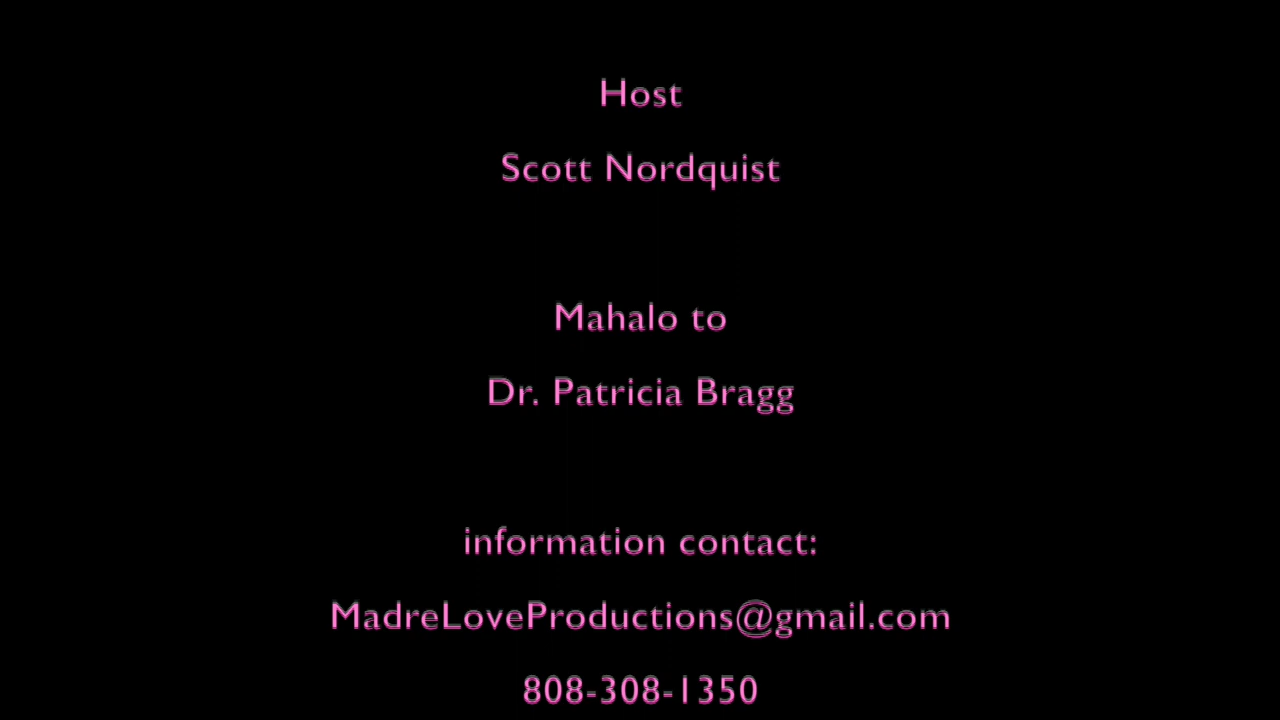 Host
Scott Nordquist
Mahalo to
Dr. Patricia Bragg
information contact:
MadreLoveProductions@gmail.com
808-308-1350